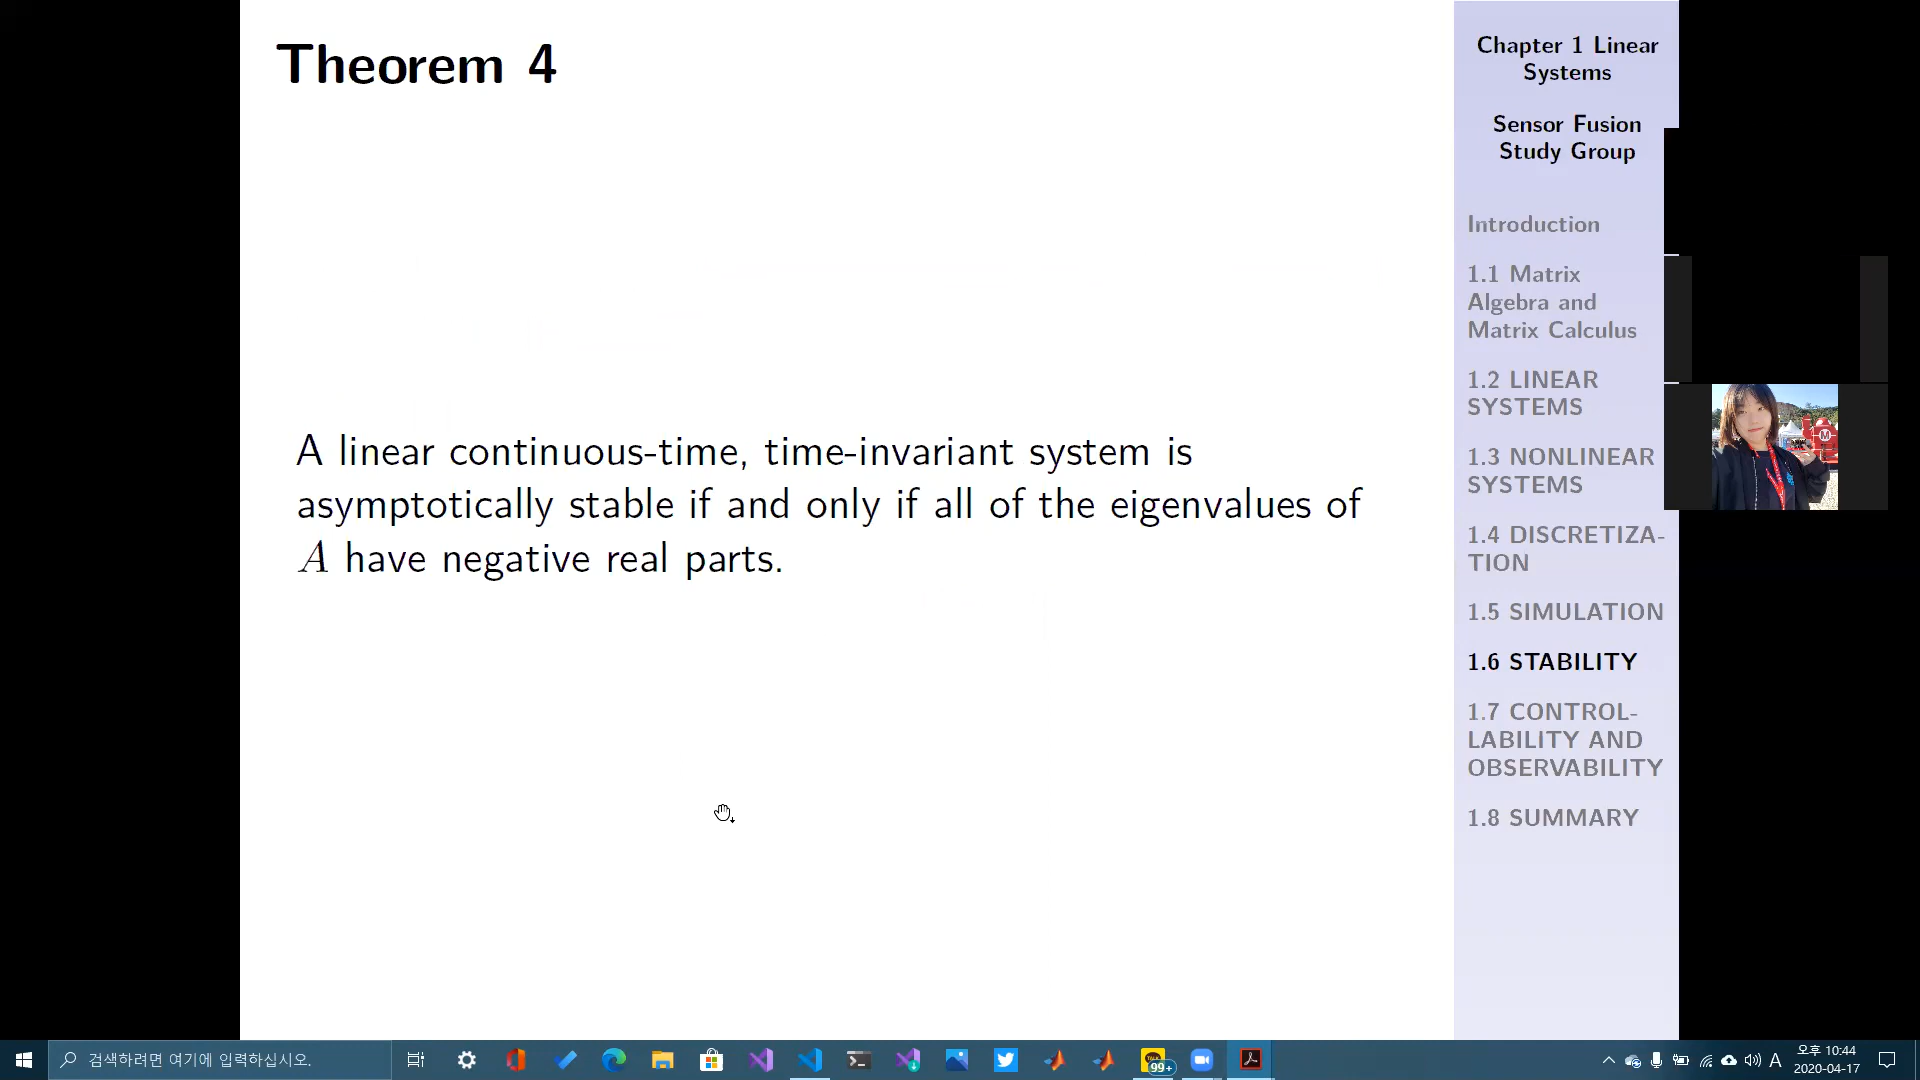 Theorem 4
A linear continuous-time, time-invariant system is
asymptotically stable if and only if all of the eigenvalues of
A have negative real parts.
Chapter 1 Linear
Systems
Sensor Fusion
Study Group
Introduction
1.1 Matrix
Algebra and
Matrix Calculus
1.2 LINEAR
SYSTEMS
1.3 NONLINEAR
SYSTEMS
1.4 DISCRETIZA-
TION
1.5 SIMULATION
1.6 STABILITY
1.7 CONTROL-
LABILITY AND
OBSERVABILITY
1.8 SUMMARY
M
검색하려면 여기에 입력하십시오.
TALK
99+
A
오후 10:44
2020-04-17